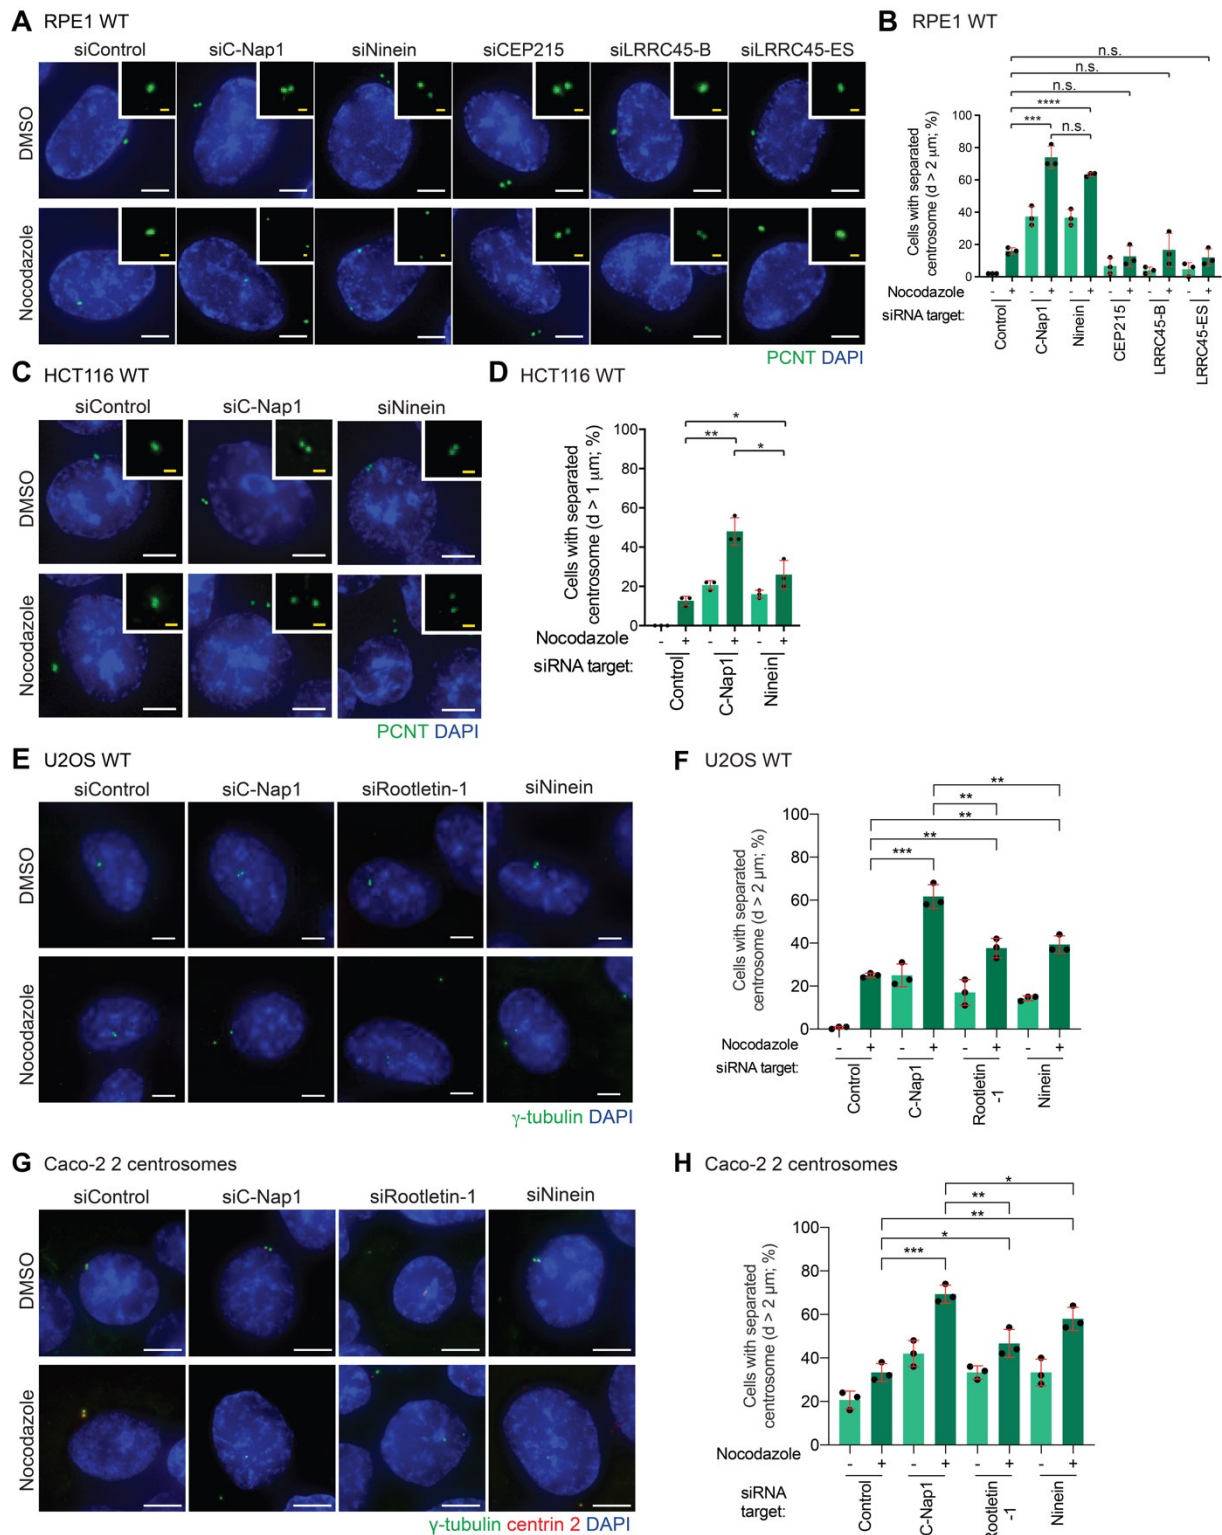 A RPE1 WT
siControl siC-Nap1 siNinein siCEP215 siLRRC45-B siLRRC45-ES
DMSO
Nocodazole
PCNT DAPI
B RPE1 WT
n.s.
n.s.
n.s.
****
*** n.s.
Cells with separated
centrosome (d > 2 μm; %)
100
80
60
40
20
0
Nocodazole - + - + - + - + - + - +
siRNA target: Control C-Nap1 Ninein CEP215 LRRC45-B LRRC45-ES
C HCT116 WT
siControl siC-Nap1 siNinein
DMSO
Nocodazole
PCNT DAPI
D HCT116 WT
*
** *
Cells with separated
centrosome (d > 1 μm; %)
100
80
60
40
20
0
Nocodazole - + - + - +
siRNA target: Control C-Nap1 Ninein
E U2OS WT
siControl siC-Nap1 siRootletin-1 siNinein
DMSO
Nocodazole
γ-tubulin DAPI
F U2OS WT
**
**
**
**
***
Cells with separated
centrosome (d > 2 μm; %)
100
80
60
40
20
0
Nocodazole - + - + - + - +
siRNA target: Control C-Nap1 Rootletin
-1 Ninein
G Caco-2 2 centrosomes
siControl siC-Nap1 siRootletin-1 siNinein
DMSO
Nocodazole
γ-tubulin centrin 2 DAPI
H Caco-2 2 centrosomes
*
**
**
*
***
Cells with separated
centrosome (d > 2 μm; %)
100
80
60
40
20
0
Nocodazole - + - + - + - +
siRNA
target: Control C-Nap1 Rootletin
-1 Ninein